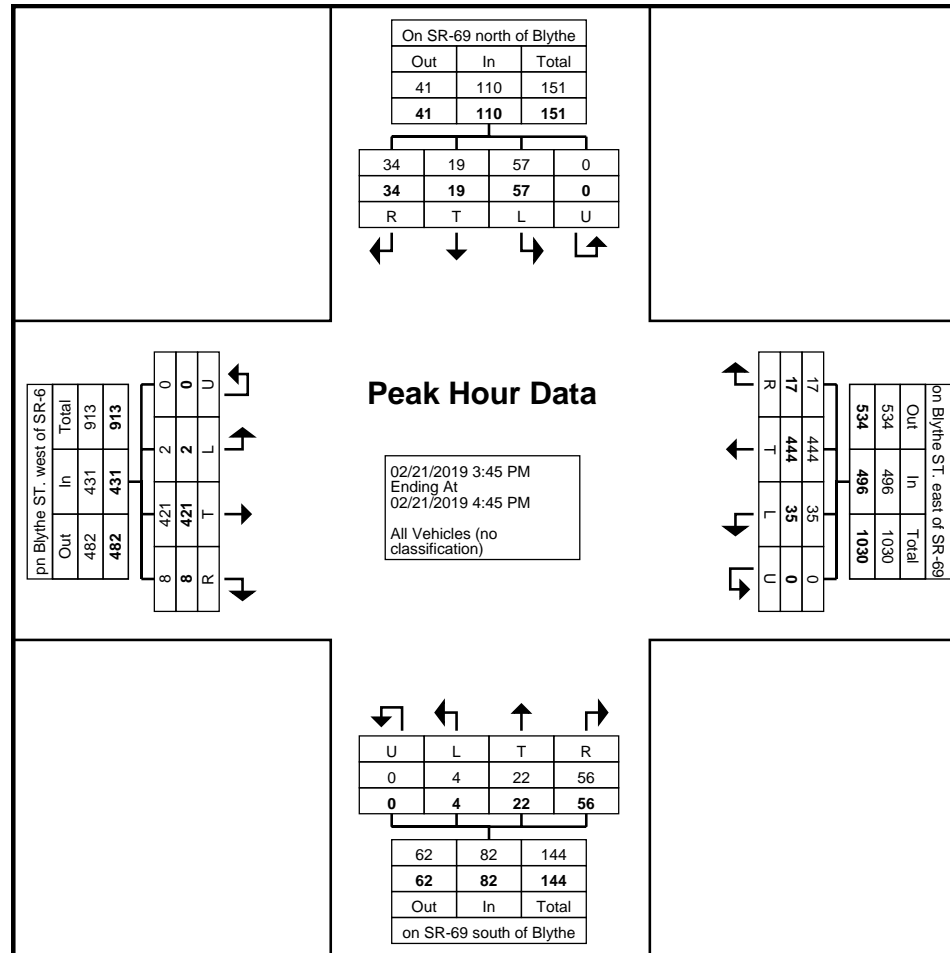 On SR-69 north of Blythe
Out In Total
41 110 151
41 110 151
34 19 57 0
34 19 57 0
R T L U
pn Blythe ST. west of SR-6
Total In Out
913 431 482
913 431 482
0 2 421 8
0 2 421 8
U L T R
Peak Hour Data
02/21/2019 3:45 PM
Ending At
02/21/2019 4:45 PM
All Vehicles (no
classification)
R T L U
17 444 35 0
17 444 35 0
534 496 1030
534 496 1030
Out In Total
on Blythe ST. east of SR-69
U L T R
0 4 22 56
0 4 22 56
62 82 144
62 82 144
Out In Total
on SR-69 south of Blythe